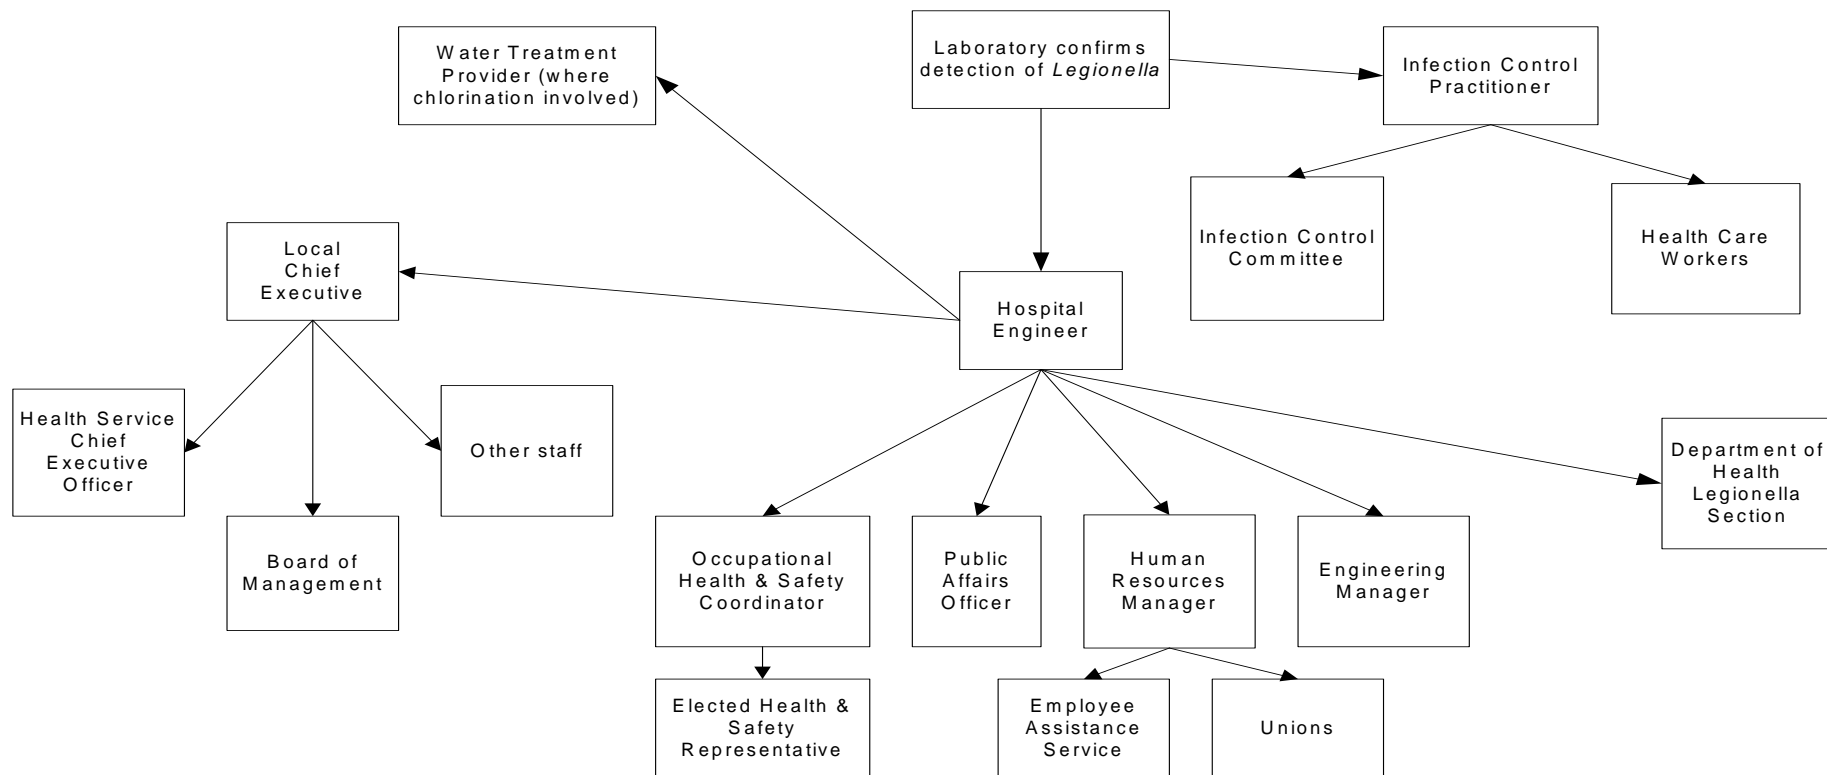 Water Treatment
Provider (where
chlorination involved)
Laboratory confirms
detection of Legionella
Infection Control
Practitioner
Infection Control
Committee
Health Care
Workers
Local
Chief
Executive
Hospital
Engineer
Health Service
Chief
Executive
Officer
Other staff
Board of
Management
Department of
Health
Legionella
Section
Occupational
Health & Safety
Coordinator
Public
Affairs
Officer
Human
Resources
Manager
Engineering
Manager
Elected Health &
Safety
Representative
Employee
Assistance
Service
Unions